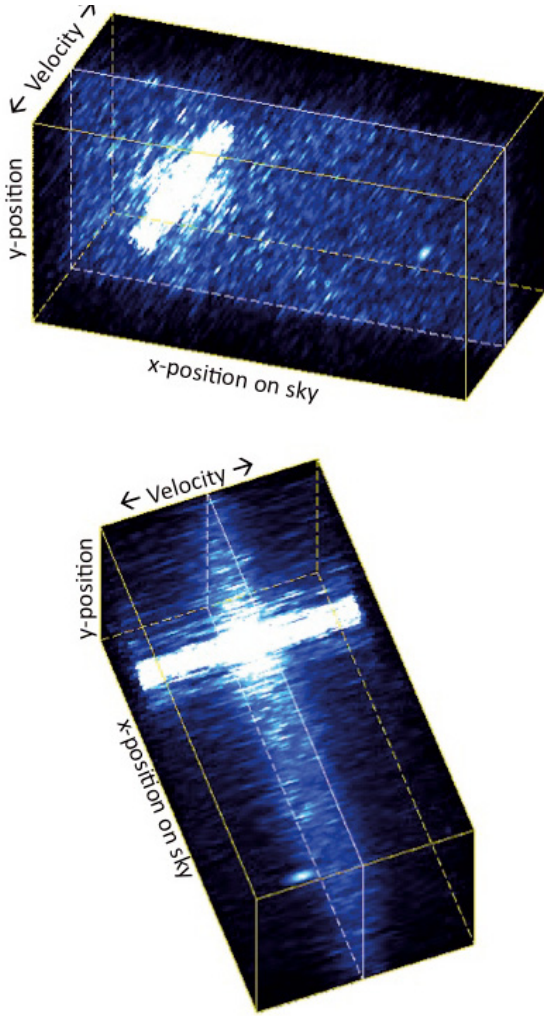 ← Velocity →
y-position
x-position on sky
← Velocity →
y-position
x-position on sky